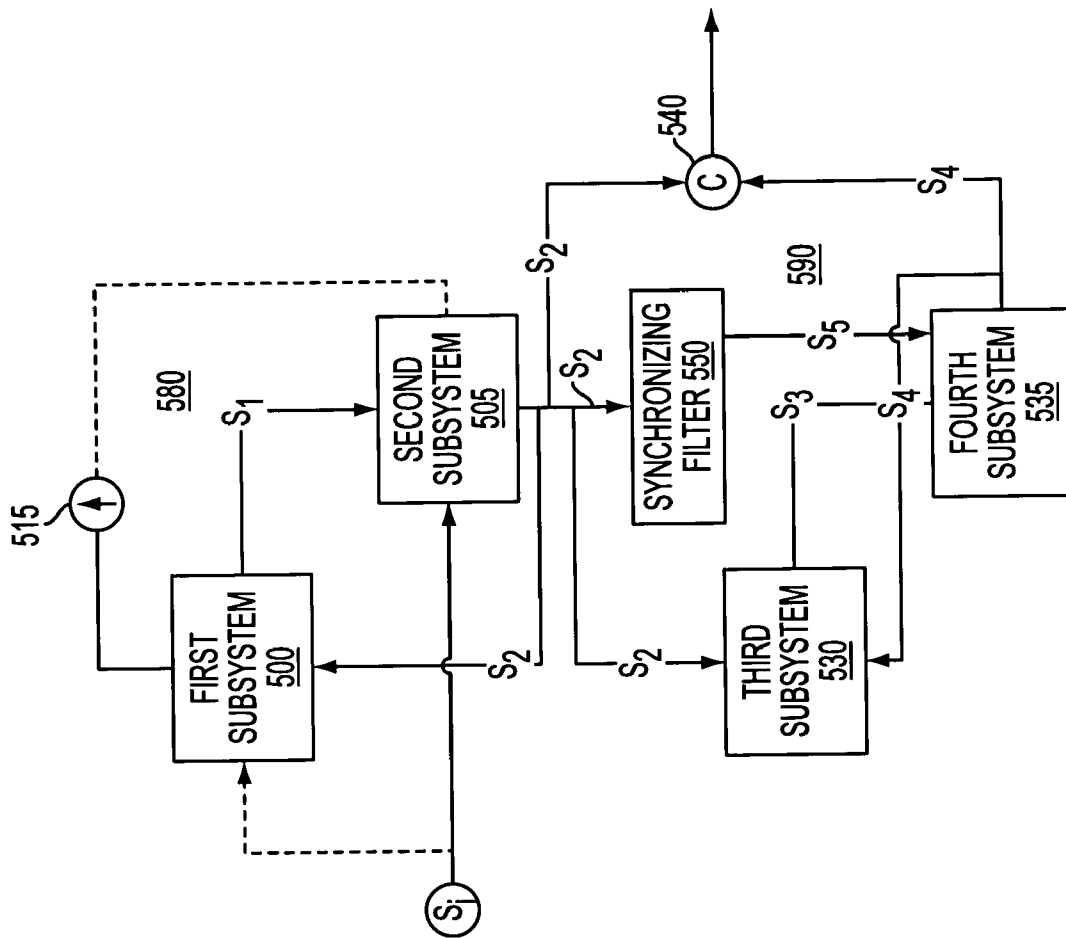 515
580
FIRST
SUBSYSTEM
500
S1
SECOND
SUBSYSTEM
505
Si
S2
S2
S2
S2
540
C
590
SYNCHRONIZING
FILTER 550
S5
S4
THIRD
SUBSYSTEM
530
S3
S4
FOURTH
SUBSYSTEM
535